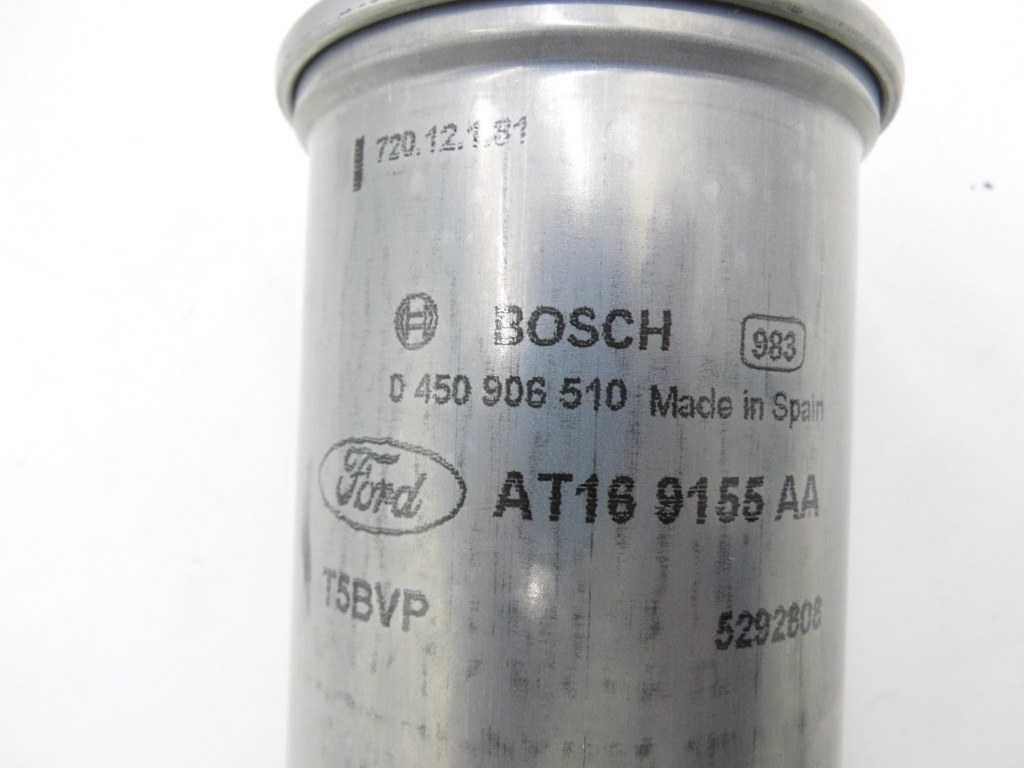 720.12.1.81
BOSCH 983
0 450 906 510 Made in Spain
Ford AT16 9155 AA
T5BVP 5292808